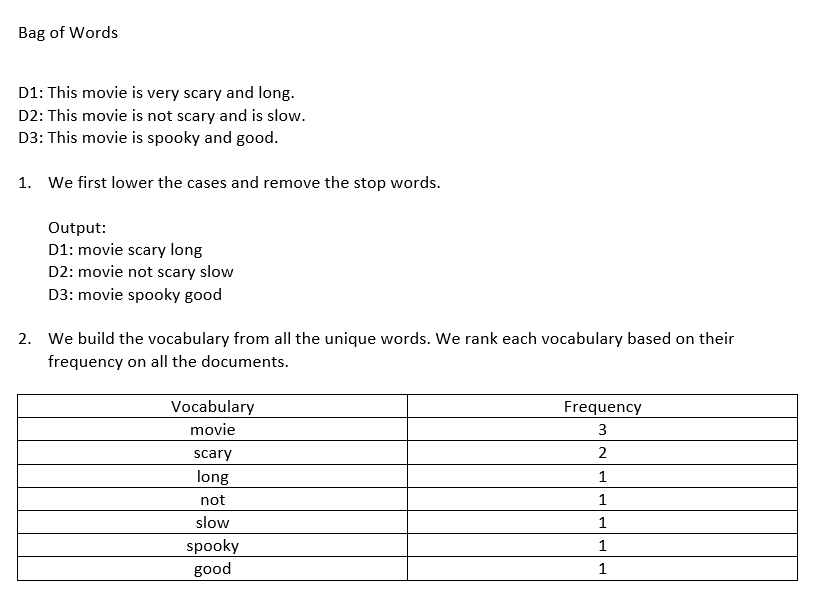 Bag of Words
D1: This movie is very scary and long.
D2: This movie is not scary and is slow.
D3: This movie is spooky and good.
1. We first lower the cases and remove the stop words.
Output:
D1: movie scary long
D2: movie not scary slow
D3: movie spooky good
2. We build the vocabulary from all the unique words. We rank each vocabulary based on their
frequency on all the documents.
Vocabulary Frequency
movie 3
scary 2
long 1
not 1
slow 1
spooky 1
good 1